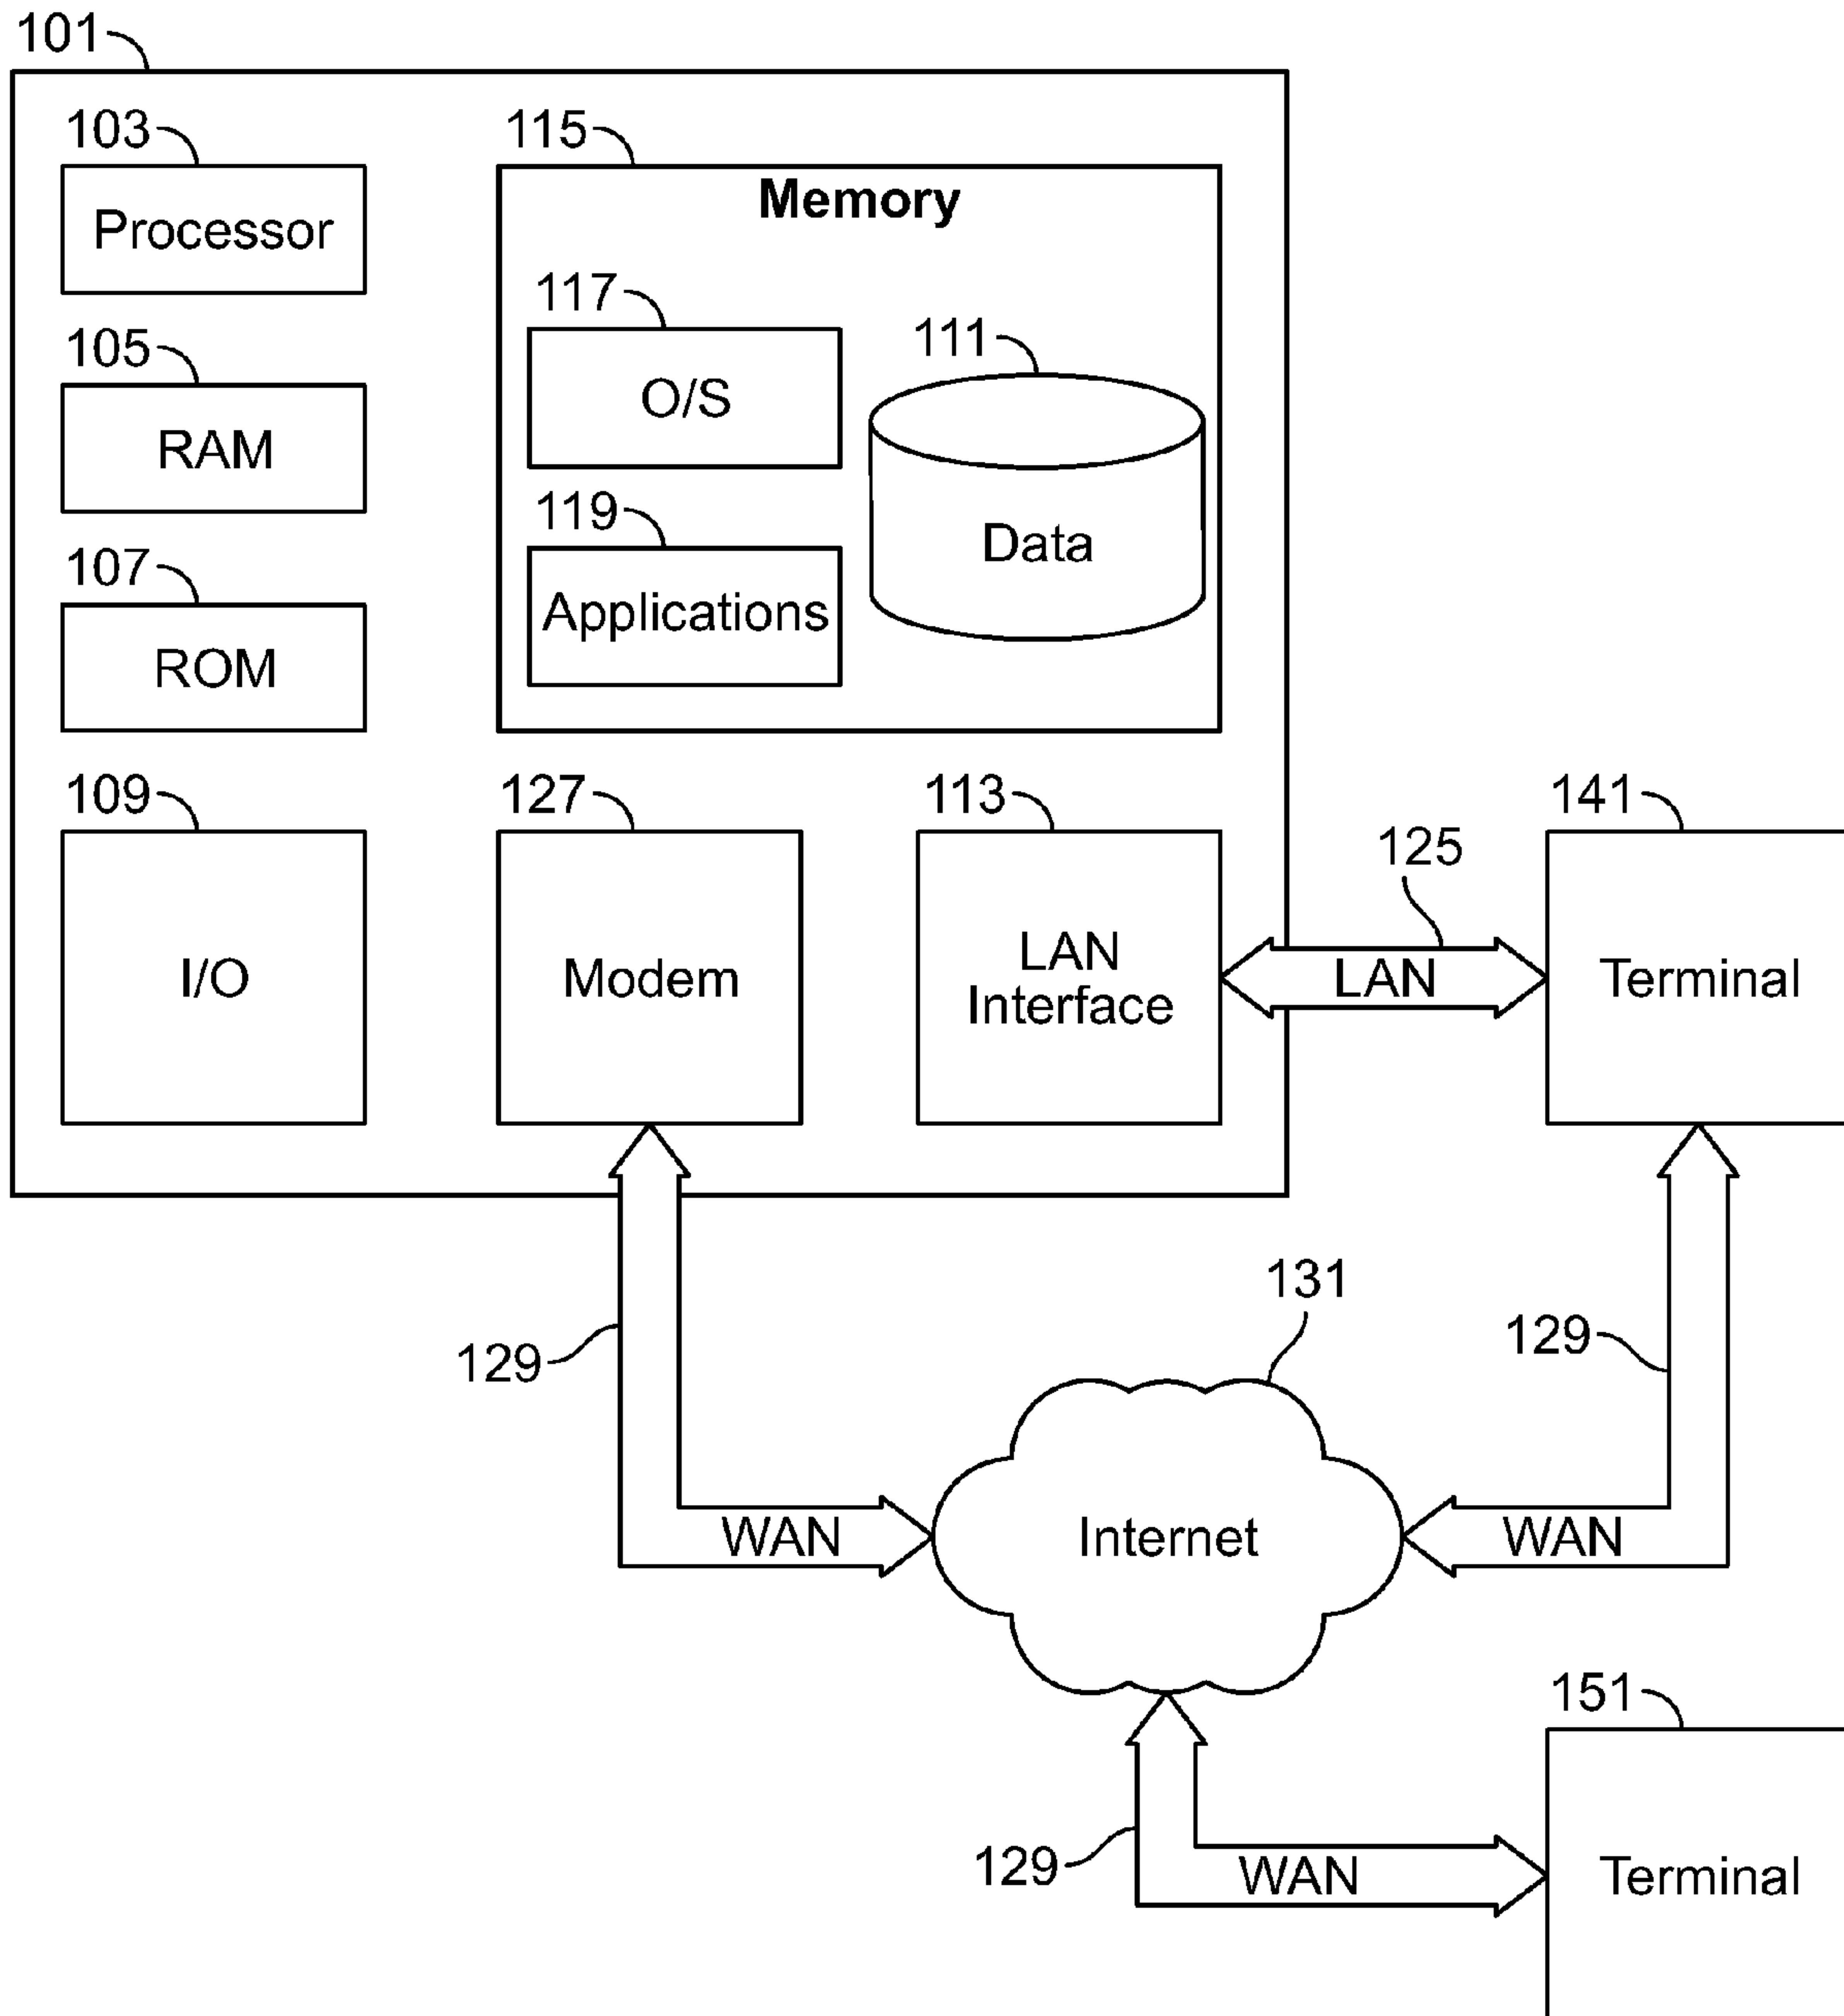 101
103
Processor
115
Memory
117
O/S
111
Data
105
RAM
119
Applications
107
ROM
109
I/O
127
Modem
113
LAN
Interface
125
LAN
141
Terminal
129
WAN
131
Internet
129
WAN
129
WAN
151
Terminal